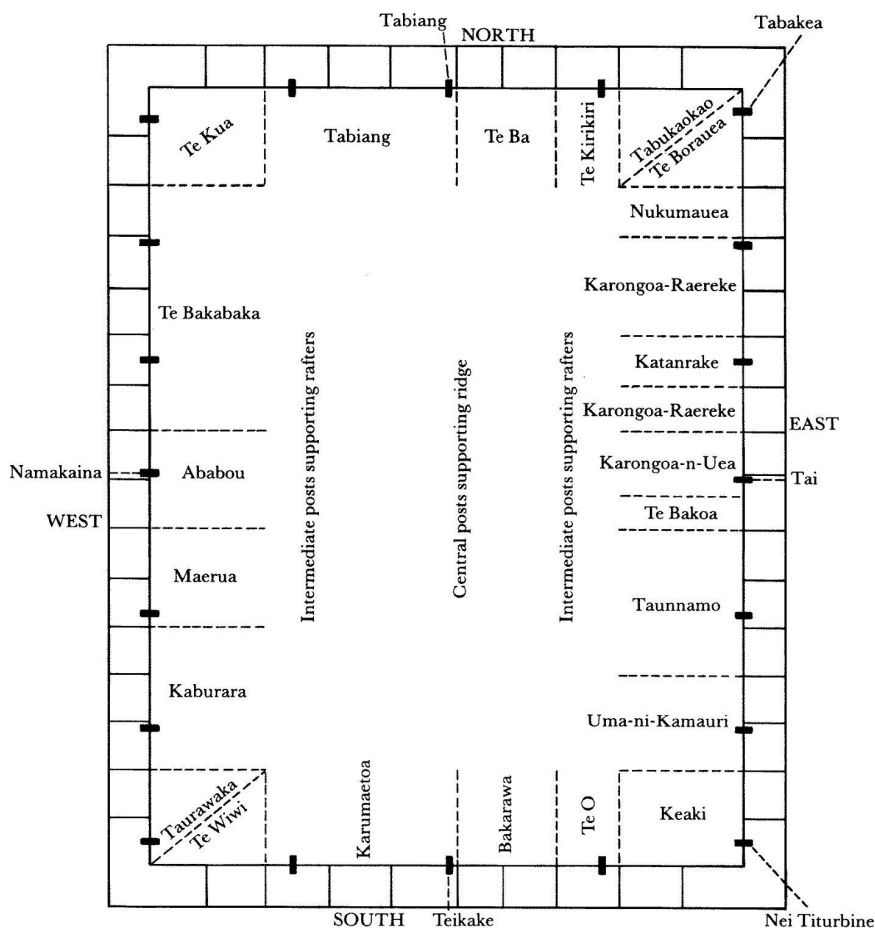 Tabiang
Tabakea
NORTH
Te Kua
Tabiang
Te Ba
Te Kirikiri
Tabukaokao
Te Borauea
Nukumauea
Karongoa-Raereke
Te Bakabaka
Katanrake
Karongoa-Raereke
EAST
Intermediate posts supporting rafters
Central posts supporting ridge
Intermediate posts supporting rafters
Namakaina
Ababou
Karongoa-n-Uea
Tai
WEST
Te Bakoa
Maerua
Taunnamo
Kaburara
Uma-ni-Kamauri
Taurawaka
Te Wiwi
Karumaetoa
Bakarawa
Te O
Keaki
SOUTH
Teikake
Nei Titurbine